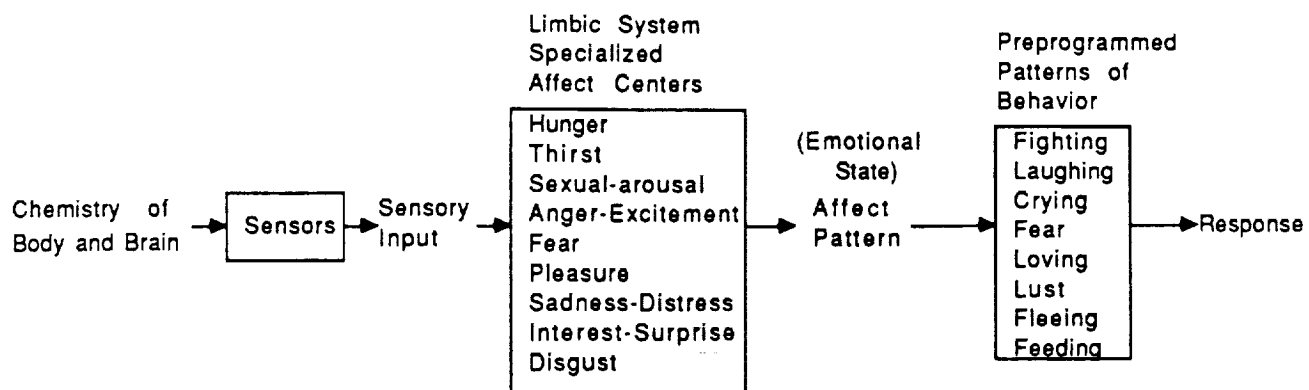 Limbic System
Specialized
Affect Centers
Preprogrammed
Patterns of
Behavior
Chemistry of
Body and Brain
Sensors
Sensory
Input
Hunger
Thirst
Sexual-arousal
Anger-Excitement
Fear
Pleasure
Sadness-Distress
Interest-Surprise
Disgust
(Emotional
State)
Affect
Pattern
Fighting
Laughing
Crying
Fear
Loving
Lust
Fleeing
Feeding
Response